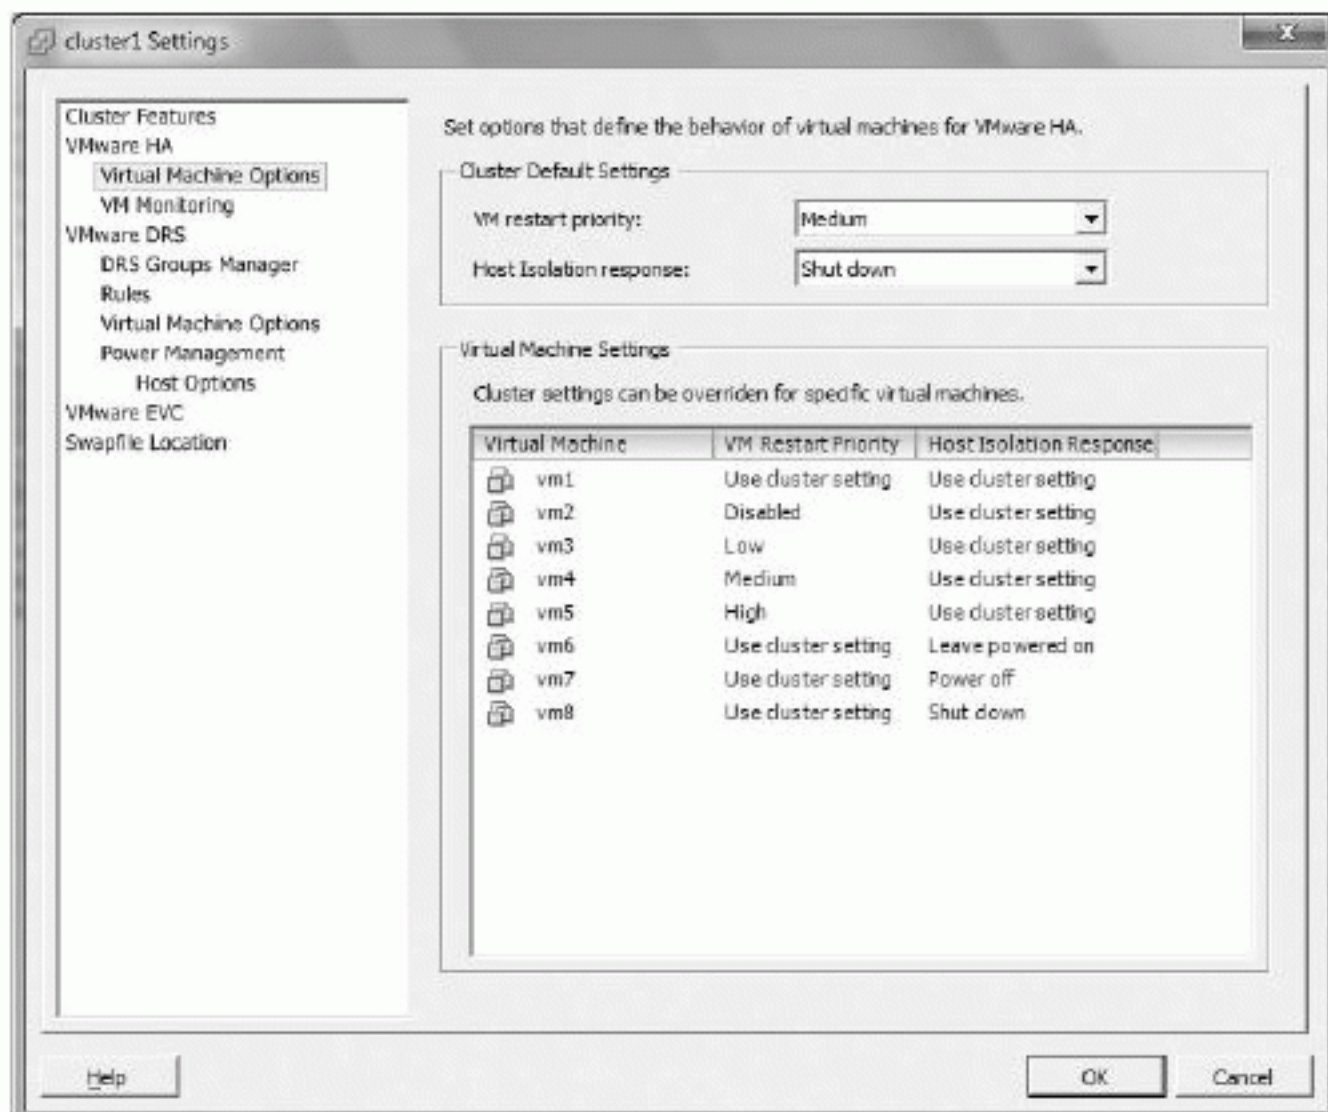 cluster1 Settings
X
Cluster Features
VMware HA
Virtual Machine Options
VM Monitoring
VMware DRS
DRS Groups Manager
Rules
Virtual Machine Options
Power Management
Host Options
VMware EVC
Swapfile Location
Set options that define the behavior of virtual machines for VMware HA.
Cluster Default Settings
VM restart priority: Medium
Host Isolation response: Shut down
Virtual Machine Settings
Cluster settings can be overriden for specific virtual machines.
Virtual Machine VM Restart Priority Host Isolation Response
vm1 Use cluster setting Use cluster setting
vm2 Disabled Use cluster setting
vm3 Low Use cluster setting
vm4 Medium Use cluster setting
vm5 High Use cluster setting
vm6 Use cluster setting Leave powered on
vm7 Use cluster setting Power off
vm8 Use cluster setting Shut down
Help OK Cancel